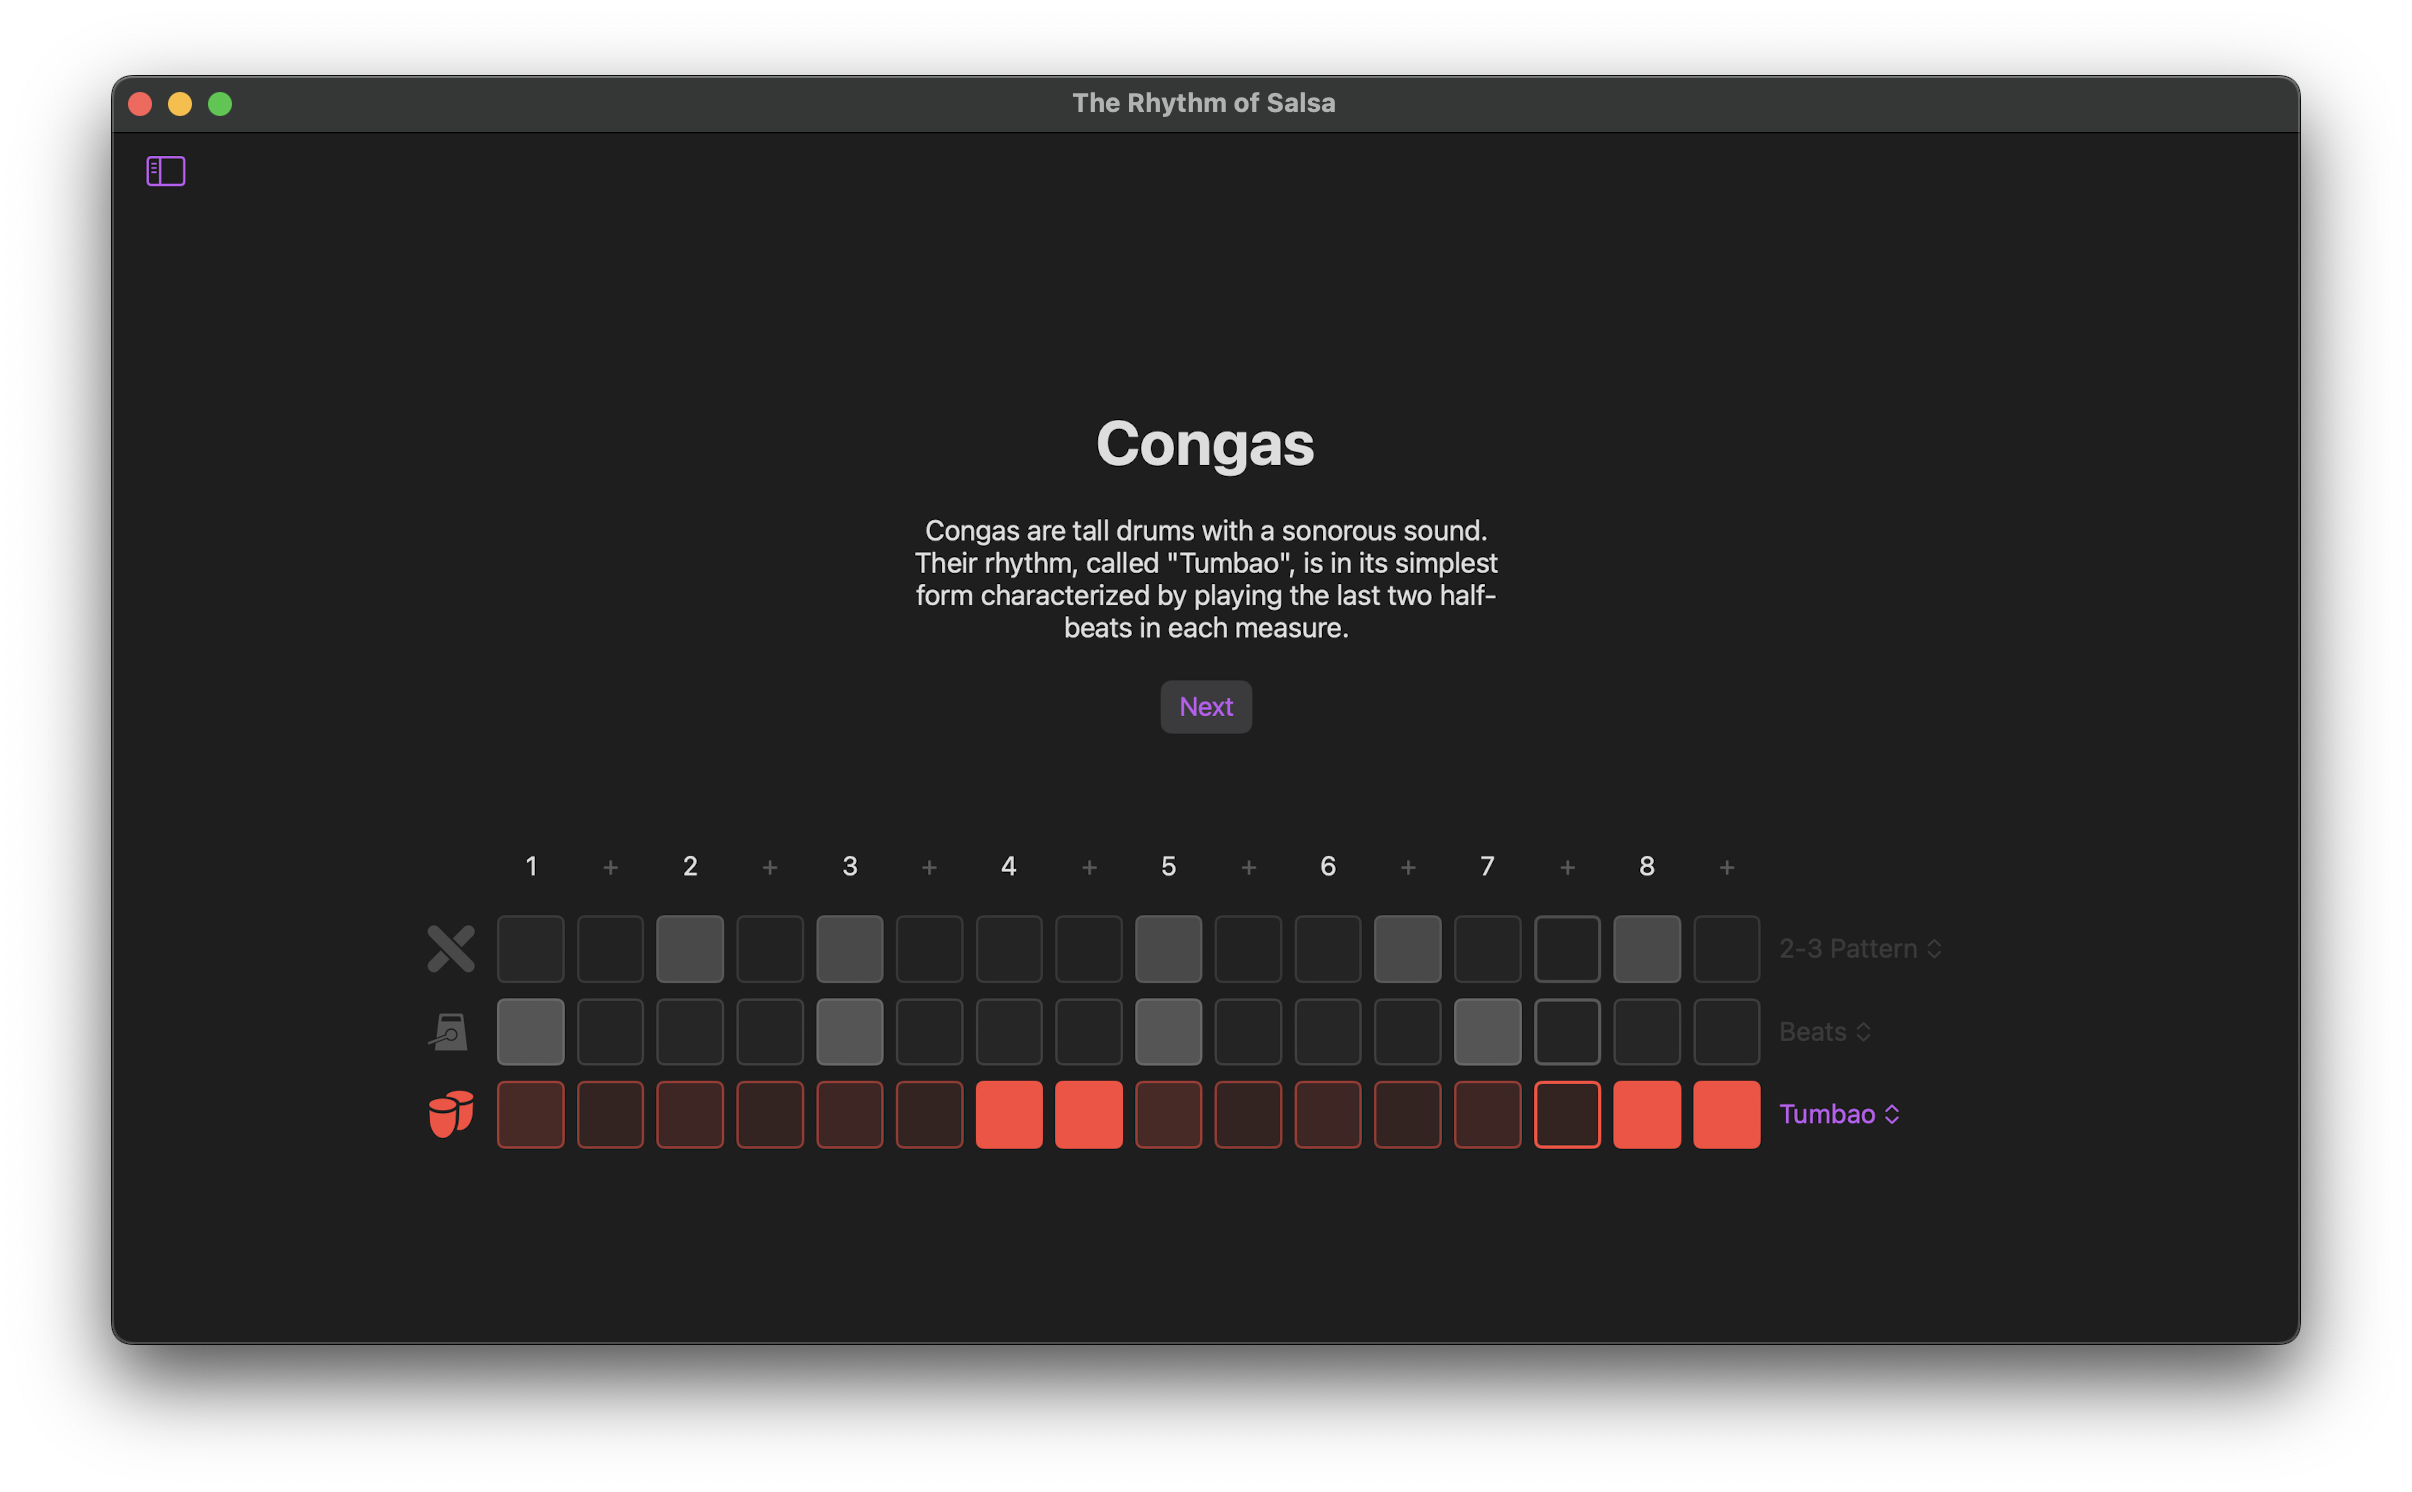 The Rhythm of Salsa
Congas
Congas are tall drums with a sonorous sound.
Their rhythm, called "Tumbao", is in its simplest
form characterized by playing the last two half-
beats in each measure.
Next
1 + 2 + 3 + 4 + 5 + 6 + 7 + 8 +
2-3 Pattern
Beats
Tumbao